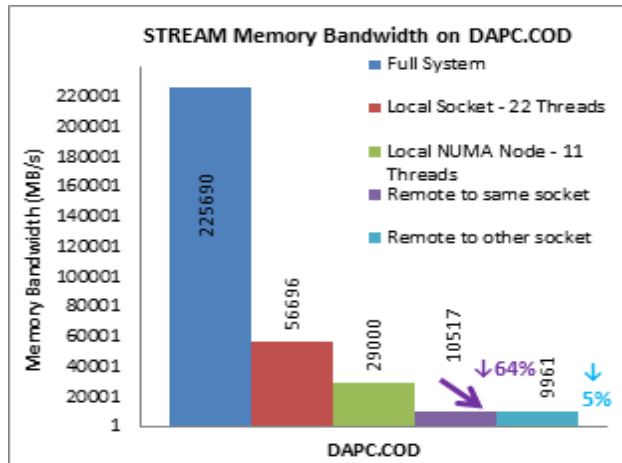 STREAM Memory Bandwidth on DAPC.COD
Full System
Local Socket - 22 Threads
Local NUMA Node - 11
Threads
Remote to same socket
Remote to other socket
Memory Bandwidth (MB/s)
220001
200001
180001
160001
140001
120001
100001
80001
60001
40001
20001
1
225690
56696
29000
10517
9961
↓64%
↓
5%
DAPC.COD